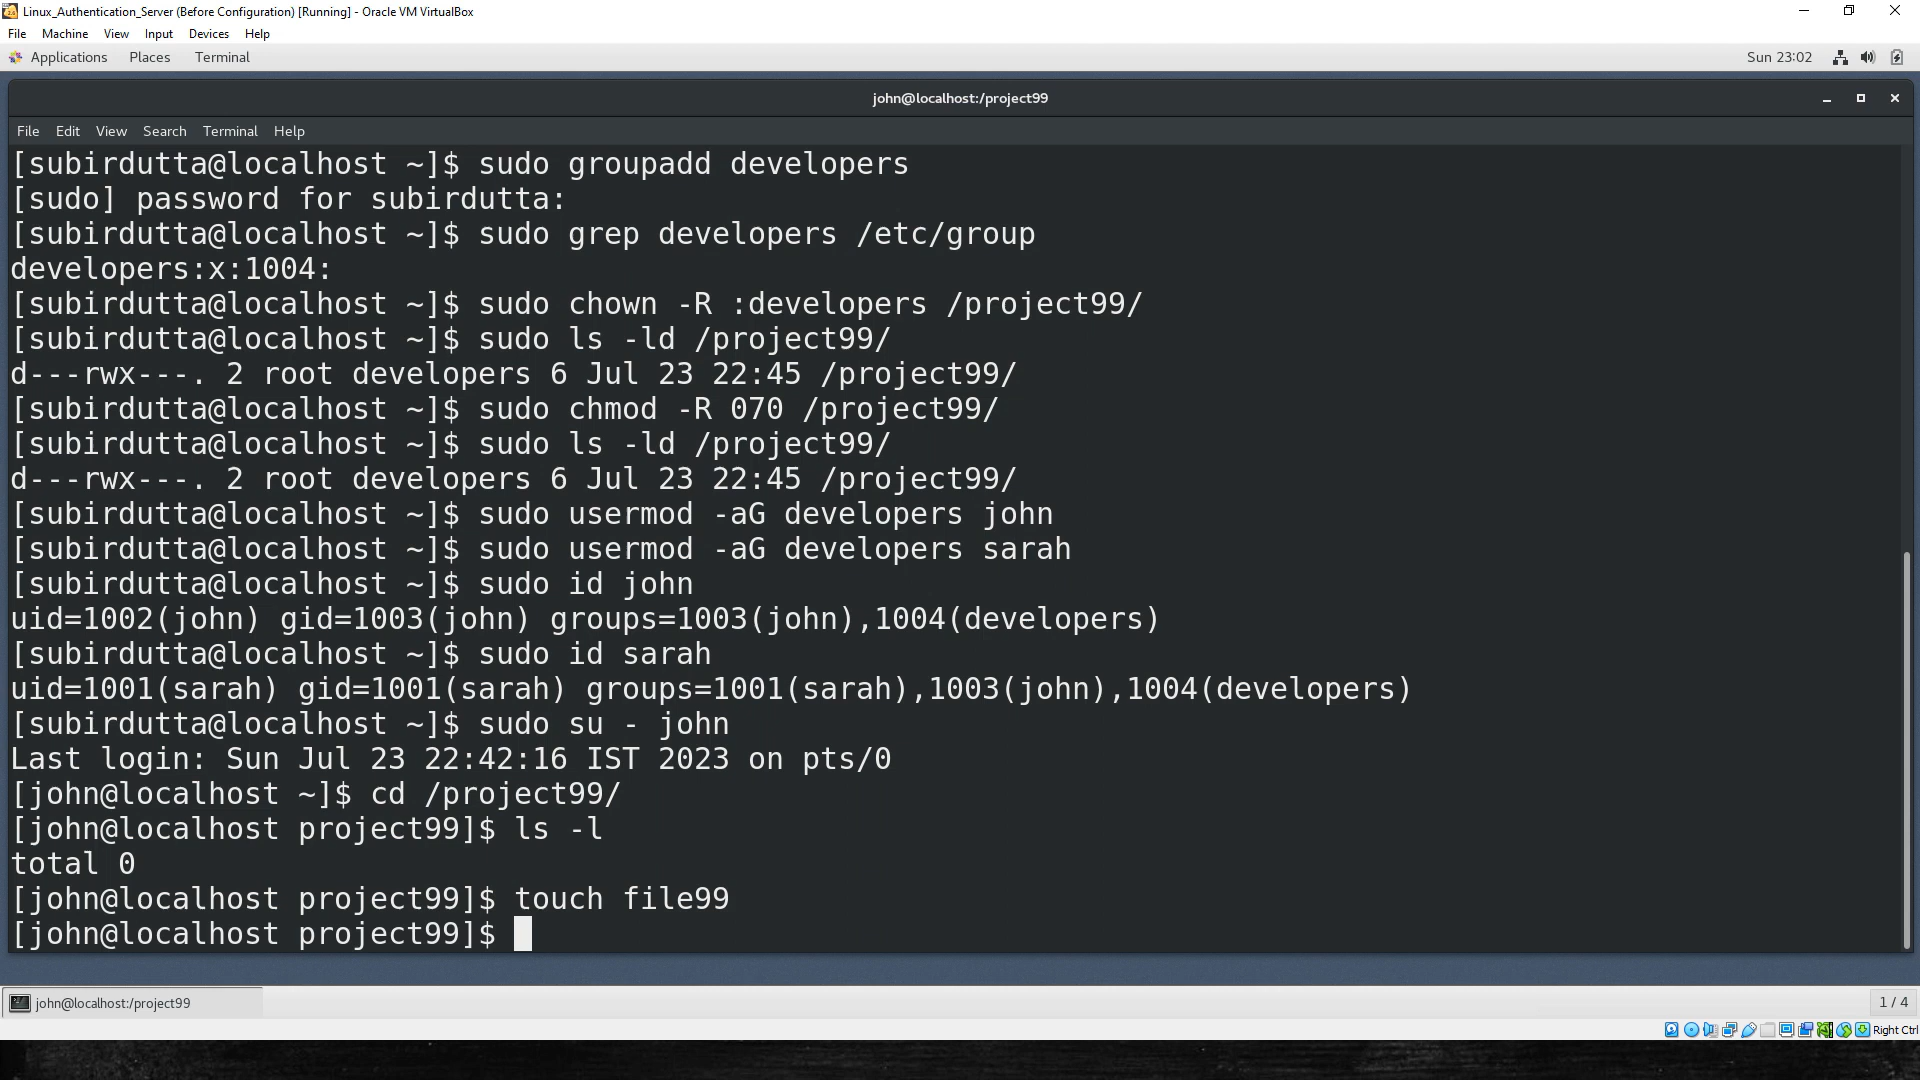 Linux_Authentication_Server (Before Configuration) [Running] - Oracle VM VirtualBox
File Machine View Input Devices Help
Applications Places Terminal Sun 23:02
john@localhost:/project99
File Edit View Search Terminal Help
[subirdutta@localhost ~]$ sudo groupadd developers
[sudo] password for subirdutta:
[subirdutta@localhost ~]$ sudo grep developers /etc/group
developers:x:1004:
[subirdutta@localhost ~]$ sudo chown -R :developers /project99/
[subirdutta@localhost ~]$ sudo ls -ld /project99/
d---rwx---. 2 root developers 6 Jul 23 22:45 /project99/
[subirdutta@localhost ~]$ sudo chmod -R 070 /project99/
[subirdutta@localhost ~]$ sudo ls -ld /project99/
d---rwx---. 2 root developers 6 Jul 23 22:45 /project99/
[subirdutta@localhost ~]$ sudo usermod -aG developers john
[subirdutta@localhost ~]$ sudo usermod -aG developers sarah
[subirdutta@localhost ~]$ sudo id john
uid=1002(john) gid=1003(john) groups=1003(john),1004(developers)
[subirdutta@localhost ~]$ sudo id sarah
uid=1001(sarah) gid=1001(sarah) groups=1001(sarah),1003(john),1004(developers)
[subirdutta@localhost ~]$ sudo su - john
Last login: Sun Jul 23 22:42:16 IST 2023 on pts/0
[john@localhost ~]$ cd /project99/
[john@localhost project99]$ ls -l
total 0
[john@localhost project99]$ touch file99
[john@localhost project99]$
john@localhost:/project99 1 / 4
Right Ctrl